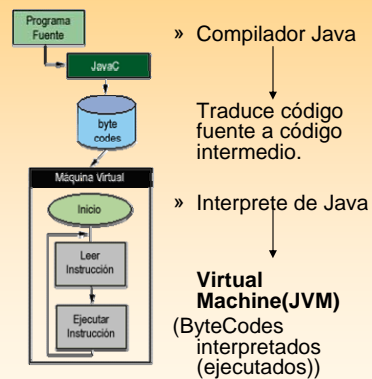 Programa
Fuente
JavaC
byte
codes
Máquina Virtual
Inicio
Leer
Instrucción
Ejecutar
Instrucción
» Compilador Java
Traduce código
fuente a código
intermedio.
» Interprete de Java
Virtual
Machine(JVM)
(ByteCodes
interpretados
(ejecutados))